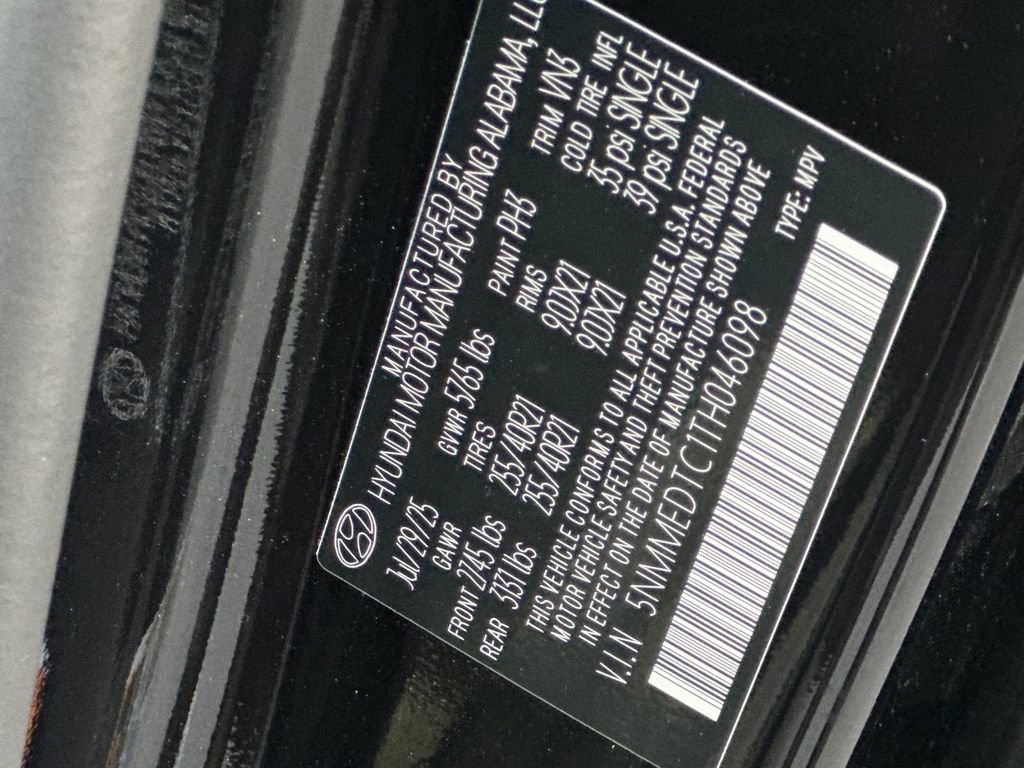 MANUFACTURED BY
HYUNDAI MOTOR MANUFACTURING ALABAMA, LLC
Jul/29/25 GVWR 5765 lbs PAINT PH3 TRIM VN3
GAWR TIRES RIMS COLD TIRE INFL
FRONT 2745 lbs 255/40R21 9.0JX21 35 psi SINGLE
REAR 3131 lbs 255/40R21 9.0JX21 39 psi SINGLE
THIS VEHICLE CONFORMS TO ALL APPLICABLE U.S.A. FEDERAL
MOTOR VEHICLE SAFETY AND THEFT PREVENTION STANDARDS
IN EFFECT ON THE DATE OF MANUFACTURE SHOWN ABOVE
V.I.N 5NMMEDTC1TH046098 TYPE: MPV